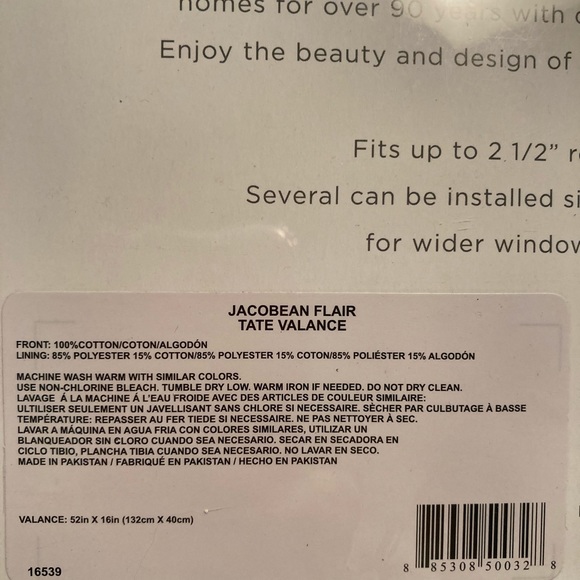 homes for over 90 years with
Enjoy the beauty and design of
Fits up to 2 1/2" r
Several can be installed si
for wider window
JACOBEAN FLAIR
TATE VALANCE
FRONT: 100%COTTON/COTON/ALGODÓN
LINING: 85% POLYESTER 15% COTTON/85% POLYESTER 15% COTON/85% POLIÉSTER 15% ALGODÓN
MACHINE WASH WARM WITH SIMILAR COLORS.
USE NON-CHLORINE BLEACH. TUMBLE DRY LOW. WARM IRON IF NEEDED. DO NOT DRY CLEAN.
LAVAGE Á LA MACHINE Á L'EAU FROIDE AVEC DES ARTICLES DE COULEUR SIMILAIRE:
ULTILISER SEULEMENT UN JAVELLISANT SANS CHLORE SI NECESSAIRE. SÈCHER PAR CULBUTAGE À BASSE
TEMPÉRATURE: REPASSER AU FER TIEDE SI NECESSAIRE. NE PAS NETTOYER À SEC.
LAVAR A MÁQUINA EN AGUA FRIA CON COLORES SIMILARES, UTILIZAR UN
BLANQUEADOR SIN CLORO CUANDO SEA NECESARIO. SECAR EN SECADORA EN
CICLO TIBIO, PLANCHA TIBIA CUANDO SEA NECESARIO. NO LAVAR EN SECO.
MADE IN PAKISTAN / FABRIQUÉ EN PAKISTAN / HECHO EN PAKISTAN
VALANCE: 52in X 16in (132cm X 40cm)
16539
8 85308 50032 8